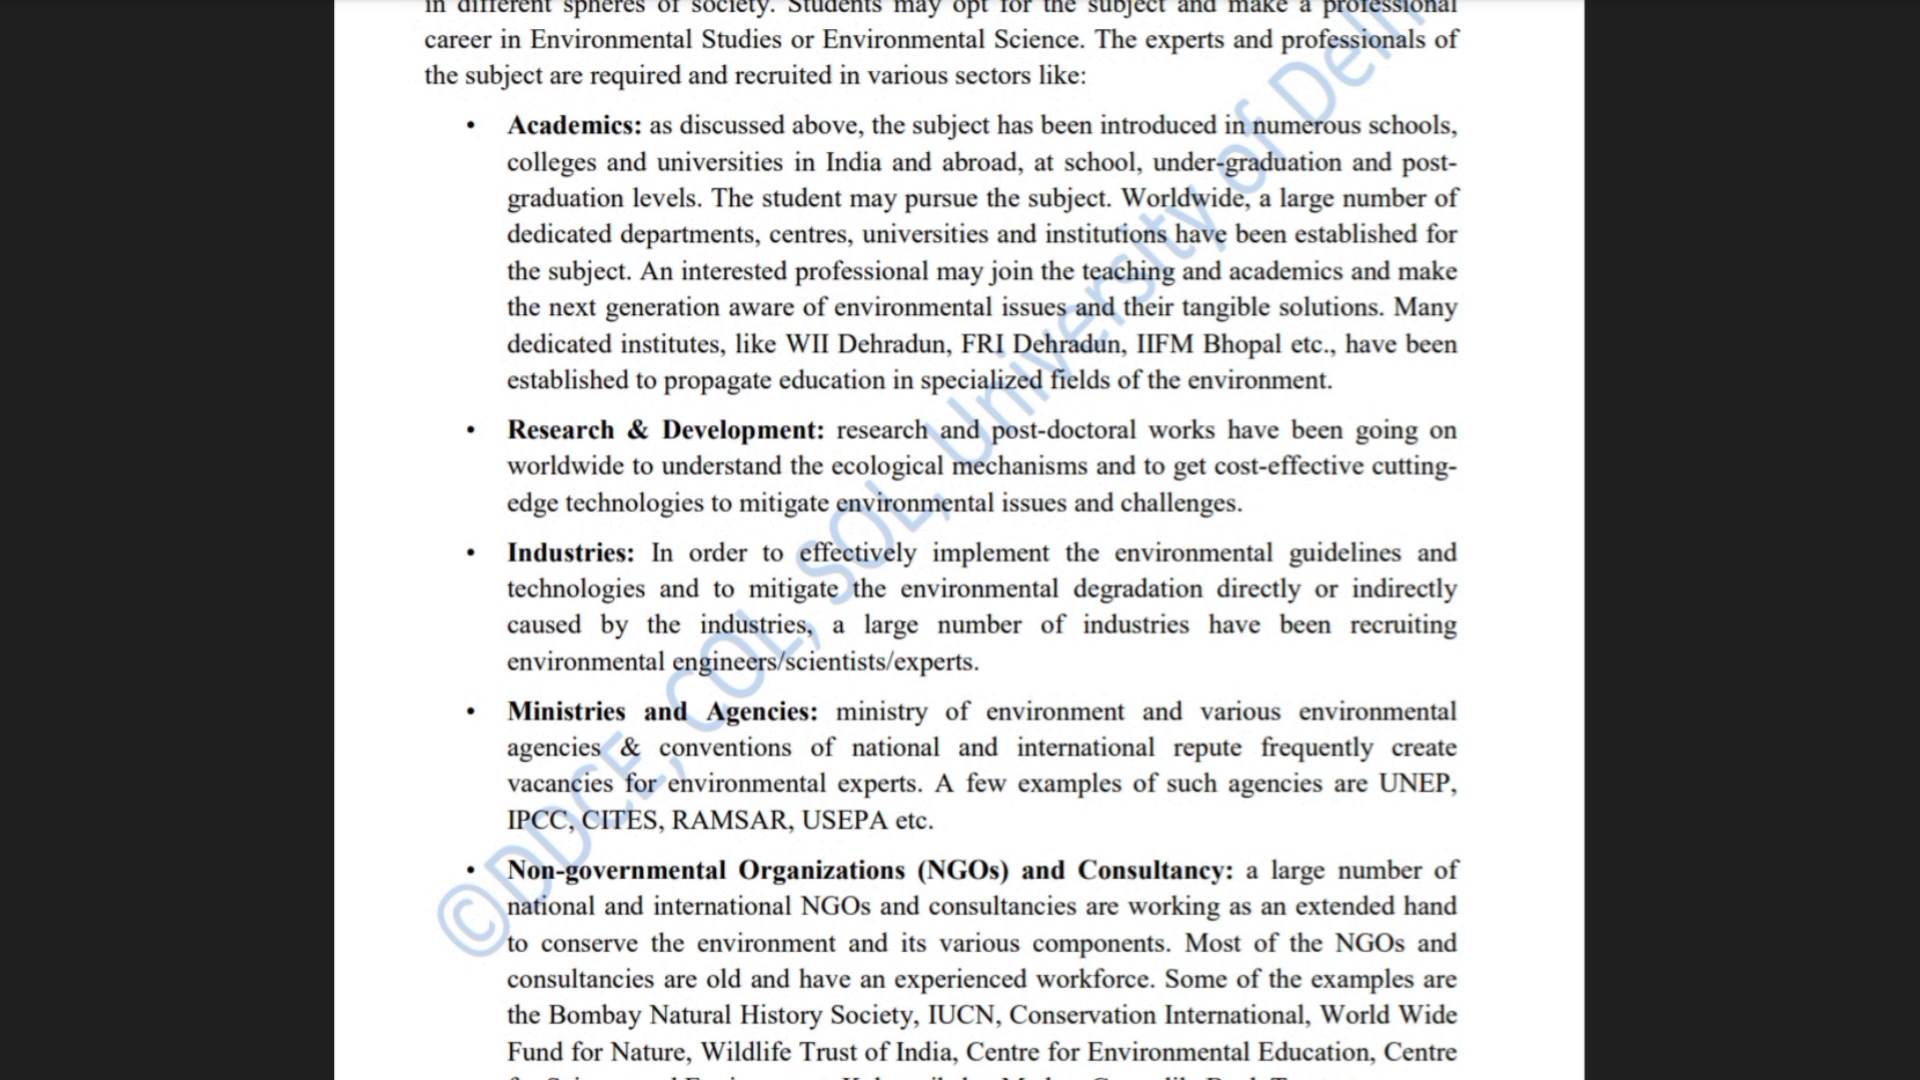 in different spheres of society. Students may opt for the subject and make a professional
career in Environmental Studies or Environmental Science. The experts and professionals of
the subject are required and recruited in various sectors like:
• Academics: as discussed above, the subject has been introduced in numerous schools,
colleges and universities in India and abroad, at school, under-graduation and post-
graduation levels. The student may pursue the subject. Worldwide, a large number of
dedicated departments, centres, universities and institutions have been established for
the subject. An interested professional may join the teaching and academics and make
the next generation aware of environmental issues and their tangible solutions. Many
dedicated institutes, like WII Dehradun, FRI Dehradun, IIFM Bhopal etc., have been
established to propagate education in specialized fields of the environment.
• Research & Development: research and post-doctoral works have been going on
worldwide to understand the ecological mechanisms and to get cost-effective cutting-
edge technologies to mitigate environmental issues and challenges.
• Industries: In order to effectively implement the environmental guidelines and
technologies and to mitigate the environmental degradation directly or indirectly
caused by the industries, a large number of industries have been recruiting
environmental engineers/scientists/experts.
• Ministries and Agencies: ministry of environment and various environmental
agencies & conventions of national and international repute frequently create
vacancies for environmental experts. A few examples of such agencies are UNEP,
IPCC, CITES, RAMSAR, USEPA etc.
• Non-governmental Organizations (NGOs) and Consultancy: a large number of
national and international NGOs and consultancies are working as an extended hand
to conserve the environment and its various components. Most of the NGOs and
consultancies are old and have an experienced workforce. Some of the examples are
the Bombay Natural History Society, IUCN, Conservation International, World Wide
Fund for Nature, Wildlife Trust of India, Centre for Environmental Education, Centre
©DDCE, COL, SOL, University of Delhi